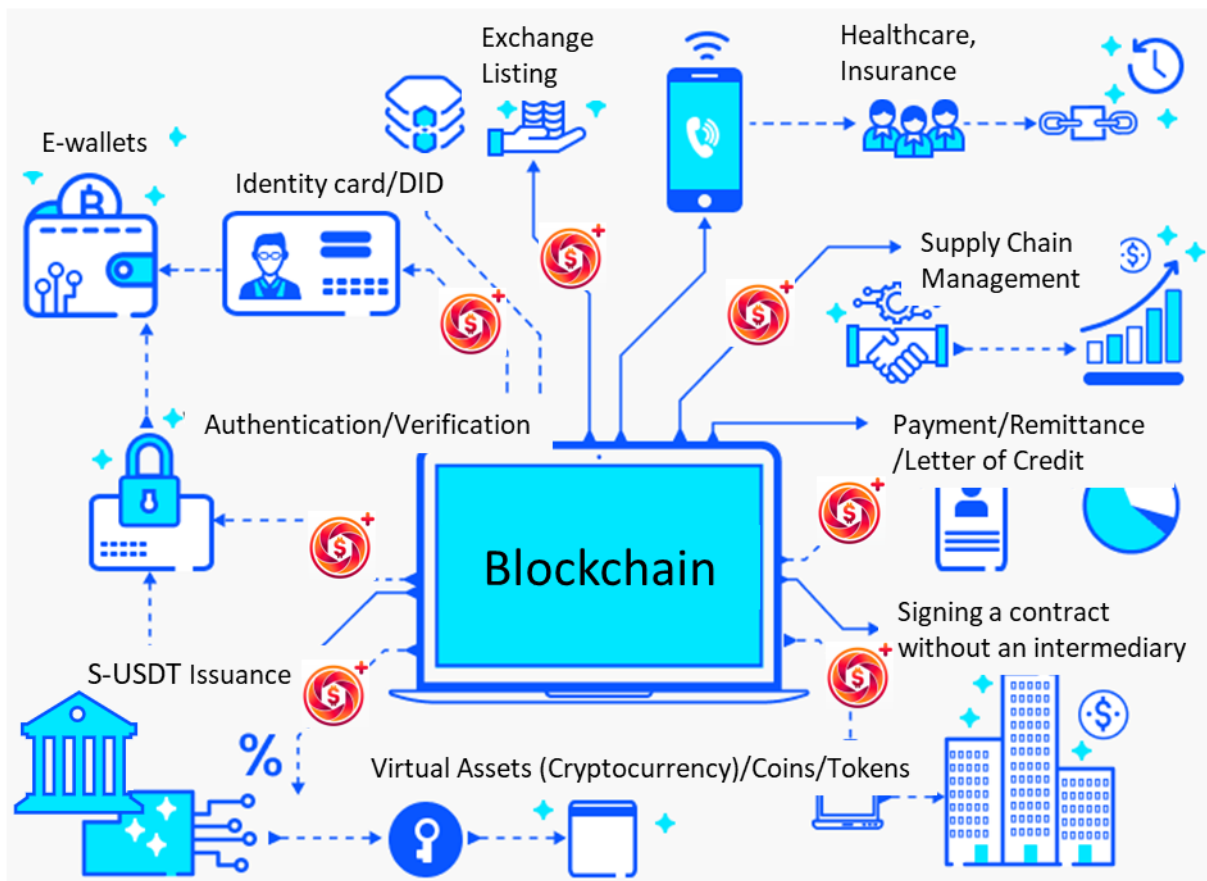 Exchange
Listing
Healthcare,
Insurance
E-wallets
Identity card/DID
Supply Chain
Management
Authentication/Verification
Payment/Remittance
/Letter of Credit
Blockchain
Signing a contract
without an intermediary
S-USDT Issuance
%
Virtual Assets (Cryptocurrency)/Coins/Tokens